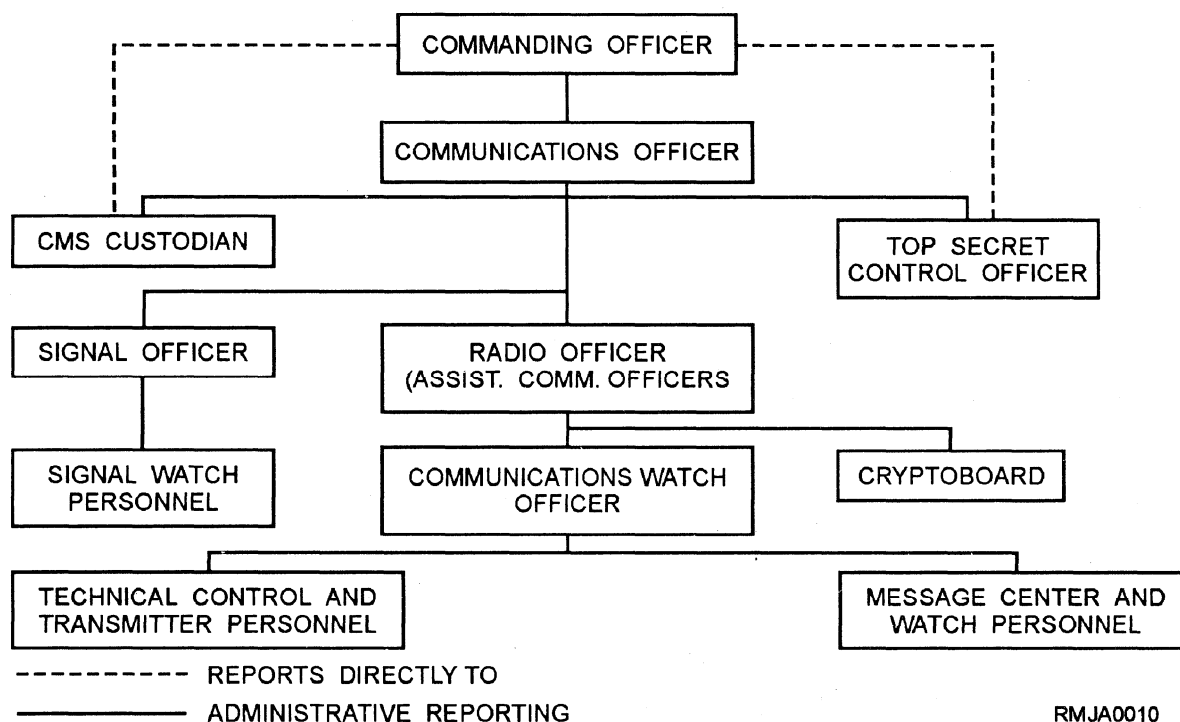 COMMANDING OFFICER
COMMUNICATIONS OFFICER
CMS CUSTODIAN
TOP SECRET
CONTROL OFFICER
SIGNAL OFFICER
RADIO OFFICER
(ASSIST. COMM. OFFICERS
SIGNAL WATCH
PERSONNEL
COMMUNICATIONS WATCH
OFFICER
CRYPTOBOARD
TECHNICAL CONTROL AND
TRANSMITTER PERSONNEL
MESSAGE CENTER AND
WATCH PERSONNEL
REPORTS DIRECTLY TO
ADMINISTRATIVE REPORTING
RMJA0010